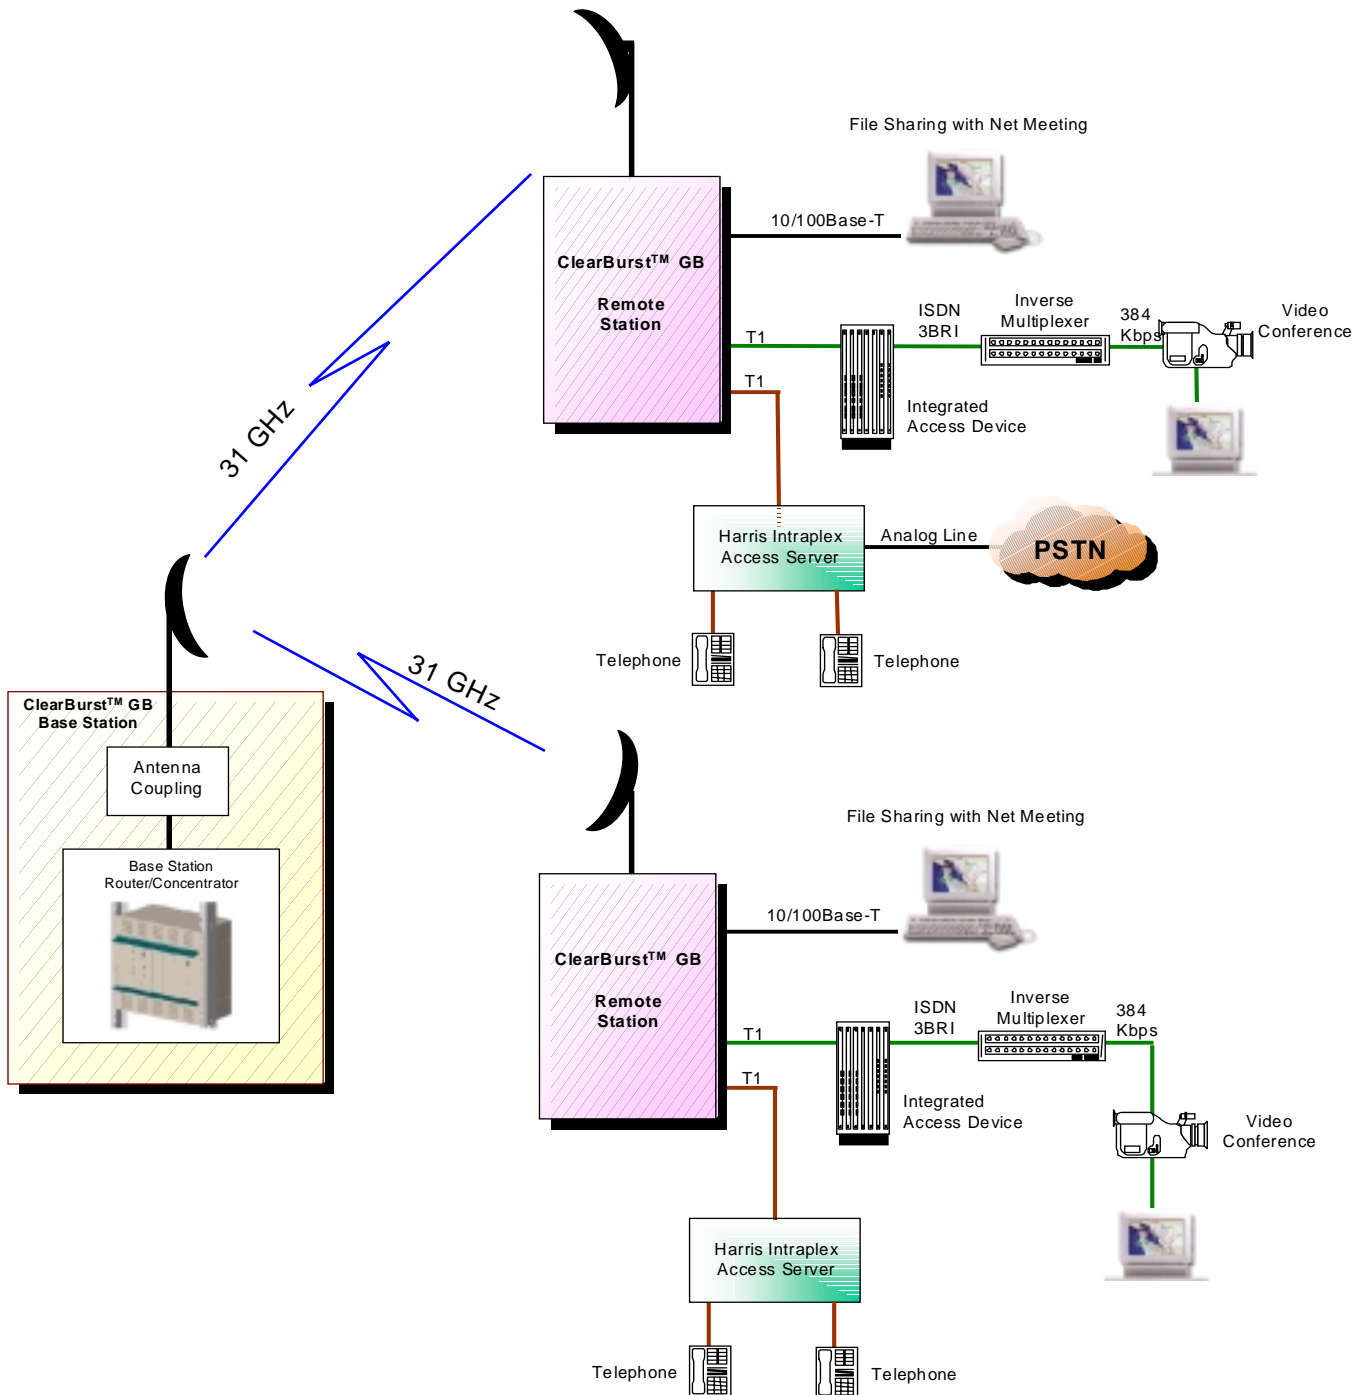 File Sharing with Net Meeting
10/100Base-T
ClearBurst™ GB
Remote
Station
T1
T1
ISDN
3BRI
Inverse
Multiplexer
384
Kbps
Video
Conference
Integrated
Access Device
31 GHz
Harris Intraplex
Access Server
Analog Line
PSTN
Telephone
Telephone
31 GHz
ClearBurst™ GB
Base Station
Antenna
Coupling
Base Station
Router/Concentrator
File Sharing with Net Meeting
10/100Base-T
ClearBurst™ GB
Remote
Station
T1
T1
ISDN
3BRI
Inverse
Multiplexer
384
Kbps
Integrated
Access Device
Video
Conference
Harris Intraplex
Access Server
Telephone
Telephone